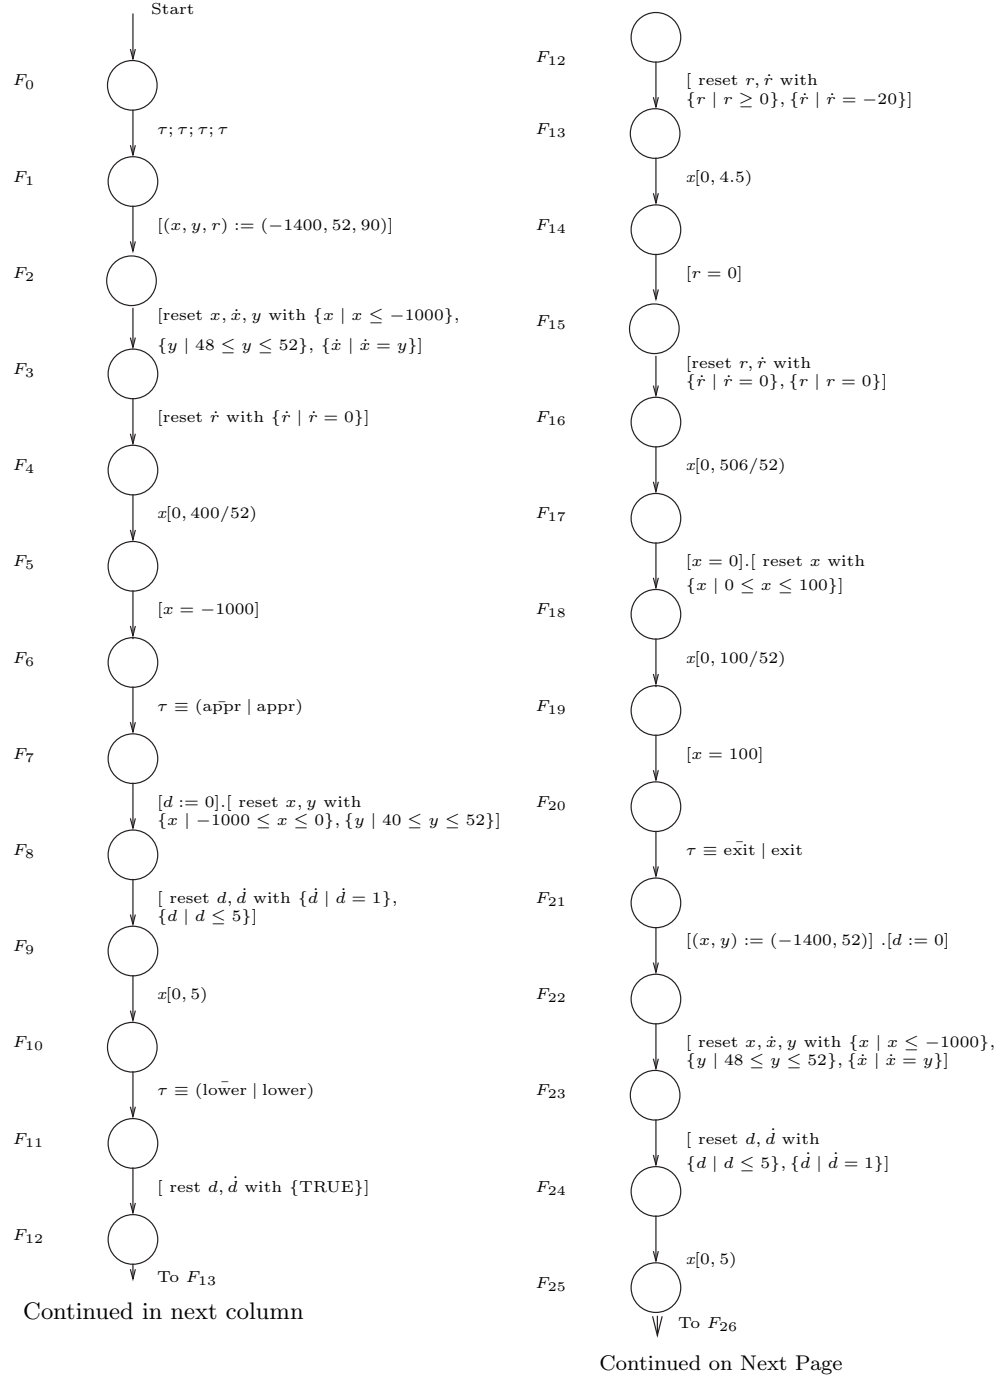 Start
F₀
τ; τ; τ; τ
F₁
[(x, y, r) := (−1400, 52, 90)]
F₂
[reset x, ẋ, y with {x | x ≤ −1000},
{y | 48 ≤ y ≤ 52}, {ẋ | ẋ = y}]
F₃
[reset ṙ with {ṙ | ṙ = 0}]
F₄
x[0, 400/52)
F₅
[x = −1000]
F₆
τ ≡ (app̄r | appr)
F₇
[d := 0].[ reset x, y with
{x | −1000 ≤ x ≤ 0}, {y | 40 ≤ y ≤ 52}]
F₈
[ reset d, ḋ with {ḋ | ḋ = 1},
{d | d ≤ 5}]
F₉
x[0, 5)
F₁₀
τ ≡ (low̄er | lower)
F₁₁
[ rest d, ḋ with {TRUE}]
F₁₂
To F₁₃
Continued in next column
F₁₂
[ reset r, ṙ with
{r | r ≥ 0}, {ṙ | ṙ = −20}]
F₁₃
x[0, 4.5)
F₁₄
[r = 0]
F₁₅
[reset r, ṙ with
{ṙ | ṙ = 0}, {r | r = 0}]
F₁₆
x[0, 506/52)
F₁₇
[x = 0].[ reset x with
{x | 0 ≤ x ≤ 100}]
F₁₈
x[0, 100/52)
F₁₉
[x = 100]
F₂₀
τ ≡ ex̄it | exit
F₂₁
[(x, y) := (−1400, 52)] .[d := 0]
F₂₂
[ reset x, ẋ, y with {x | x ≤ −1000},
{y | 48 ≤ y ≤ 52}, {ẋ | ẋ = y}]
F₂₃
[ reset d, ḋ with
{d | d ≤ 5}, {ḋ | ḋ = 1}]
F₂₄
x[0, 5)
F₂₅
To F₂₆
Continued on Next Page